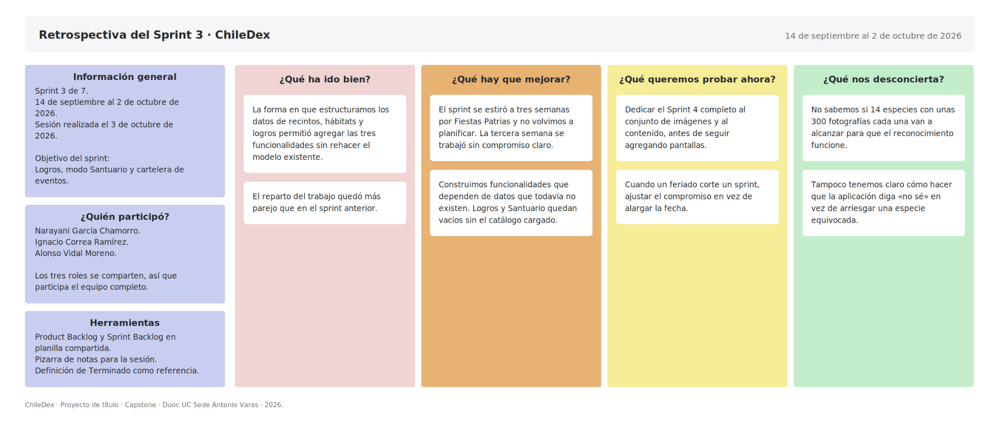 Retrospectiva del Sprint 3 · ChileDex
14 de septiembre al 2 de octubre de 2026
Información general
Sprint 3 de 7.
14 de septiembre al 2 de octubre de
2026.
Sesión realizada el 3 de octubre de
2026.
Objetivo del sprint:
Logros, modo Santuario y cartelera de
eventos.
¿Quién participó?
Narayani García Chamorro.
Ignacio Correa Ramírez.
Alonso Vidal Moreno.
Los tres roles se comparten, así que
participa el equipo completo.
Herramientas
Product Backlog y Sprint Backlog en
planilla compartida.
Pizarra de notas para la sesión.
Definición de Terminado como referencia.
¿Qué ha ido bien?
La forma en que estructuramos los
datos de recintos, hábitats y
logros permitió agregar las tres
funcionalidades sin rehacer el
modelo existente.
El reparto del trabajo quedó más
parejo que en el sprint anterior.
¿Qué hay que mejorar?
El sprint se estiró a tres semanas
por Fiestas Patrias y no volvimos a
planificar. La tercera semana se
trabajó sin compromiso claro.
Construimos funcionalidades que
dependen de datos que todavía no
existen. Logros y Santuario quedan
vacíos sin el catálogo cargado.
¿Qué queremos probar ahora?
Dedicar el Sprint 4 completo al
conjunto de imágenes y al
contenido, antes de seguir
agregando pantallas.
Cuando un feriado corte un sprint,
ajustar el compromiso en vez de
alargar la fecha.
¿Qué nos desconcierta?
No sabemos si 14 especies con unas
300 fotografías cada una van a
alcanzar para que el reconocimiento
funcione.
Tampoco tenemos claro cómo hacer
que la aplicación diga «no sé» en
vez de arriesgar una especie
equivocada.
ChileDex · Proyecto de título · Capstone · Duoc UC Sede Antonio Varas · 2026.